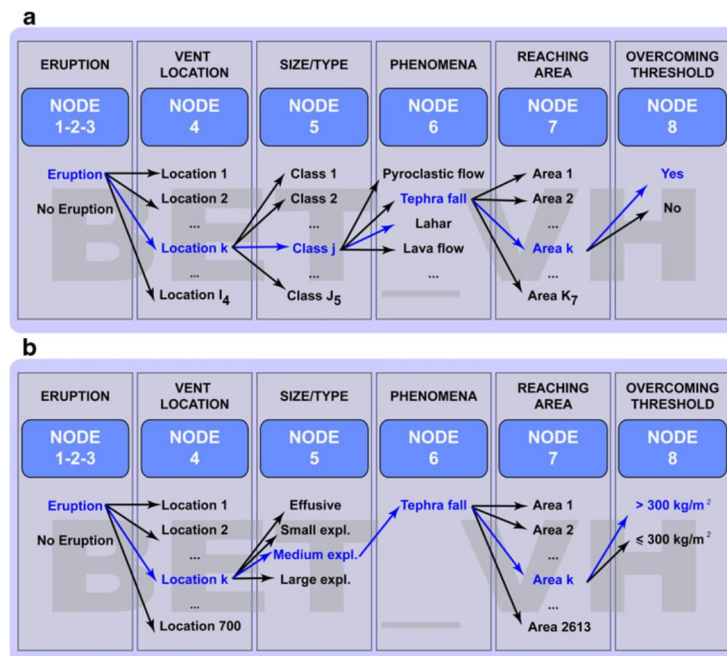 a
ERUPTION
VENT
LOCATION
SIZE/TYPE
PHENOMENA
REACHING
AREA
OVERCOMING
THRESHOLD
NODE
1-2-3
NODE
4
NODE
5
NODE
6
NODE
7
NODE
8
Eruption
No Eruption
Location 1
Location 2
...
Location k
...
Location I₄
Class 1
Class 2
...
Class j
...
Class J₅
Pyroclastic flow
Tephra fall
Lahar
Lava flow
...
Area 1
Area 2
...
Area k
...
Area K₇
Yes
No
BET_VH
b
ERUPTION
VENT
LOCATION
SIZE/TYPE
PHENOMENA
REACHING
AREA
OVERCOMING
THRESHOLD
NODE
1-2-3
NODE
4
NODE
5
NODE
6
NODE
7
NODE
8
Eruption
No Eruption
Location 1
Location 2
...
Location k
...
Location 700
Effusive
Small expl.
Medium expl.
Large expl.
Tephra fall
Area 1
Area 2
...
Area k
...
Area 2613
> 300 kg/m²
⩽ 300 kg/m²
BET_VH